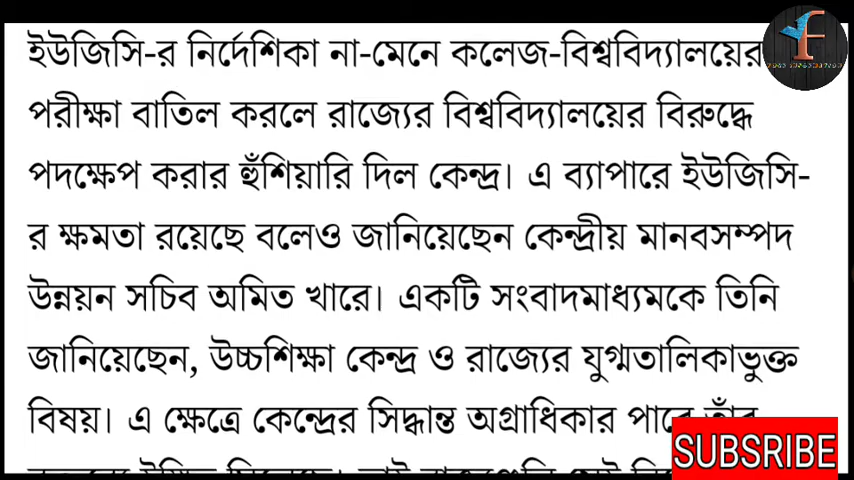 ইউজিসি-র নির্দেশিকা না-মেনে কলেজ-বিশ্ববিদ্যালয়ের
পরীক্ষা বাতিল করলে রাজ্যের বিশ্ববিদ্যালয়ের বিরুদ্ধে
পদক্ষেপ করার হুঁশিয়ারি দিল কেন্দ্র। এ ব্যাপারে ইউজিসি-
র ক্ষমতা রয়েছে বলেও জানিয়েছেন কেন্দ্রীয় মানবসম্পদ
উন্নয়ন সচিব অমিত খারে। একটি সংবাদমাধ্যমকে তিনি
জানিয়েছেন, উচ্চশিক্ষা কেন্দ্র ও রাজ্যের যুগ্মতালিকাভুক্ত
বিষয়। এ ক্ষেত্রে কেন্দ্রের সিদ্ধান্ত অগ্রাধিকার পাবে তাঁর
SUBSRIBE